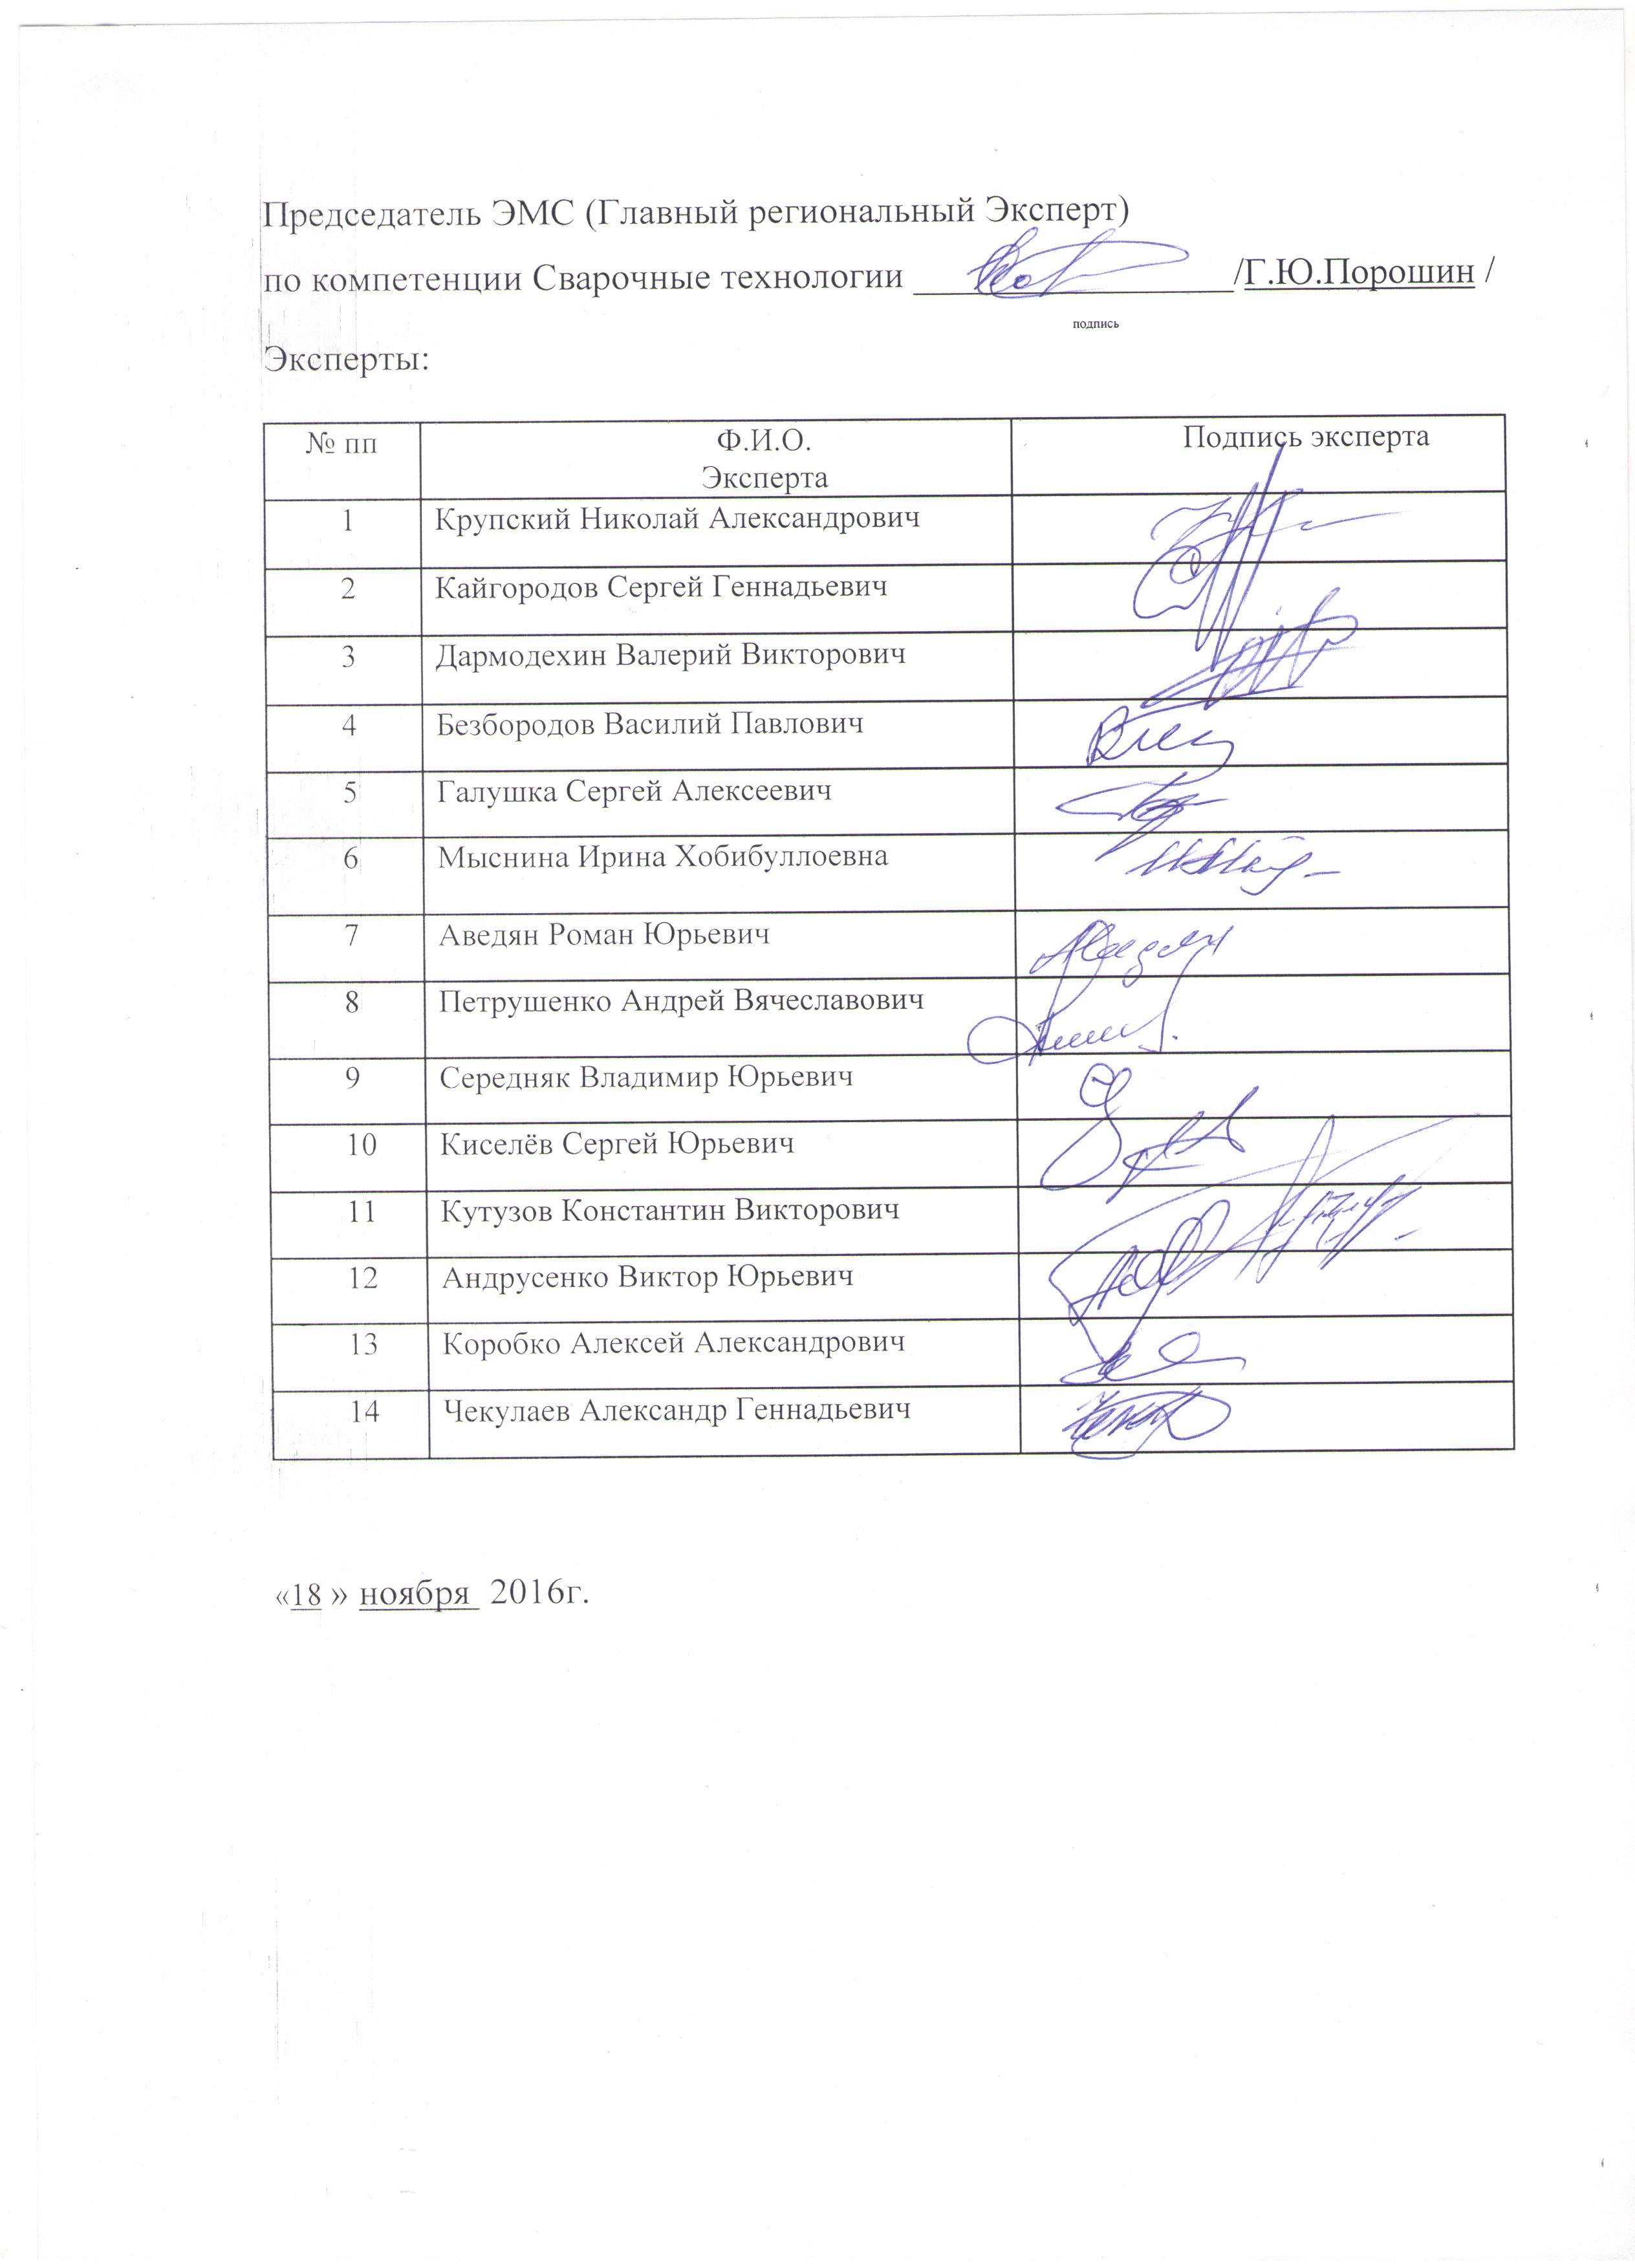 Председатель ЭМС (Главный региональный Эксперт)
по компетенции Сварочные технологии /Г.Ю.Порошин /
подпись
Эксперты:
№ пп Ф.И.О. Эксперта Подпись эксперта
1 Крупский Николай Александрович
2 Кайгородов Сергей Геннадьевич
3 Дармодехин Валерий Викторович
4 Безбородов Василий Павлович
5 Галушка Сергей Алексеевич
6 Мыснина Ирина Хобибуллоевна
7 Аведян Роман Юрьевич
8 Петрушенко Андрей Вячеславович
9 Середняк Владимир Юрьевич
10 Киселёв Сергей Юрьевич
11 Кутузов Константин Викторович
12 Андрусенко Виктор Юрьевич
13 Коробко Алексей Александрович
14 Чекулаев Александр Геннадьевич
«18 » ноября 2016г.